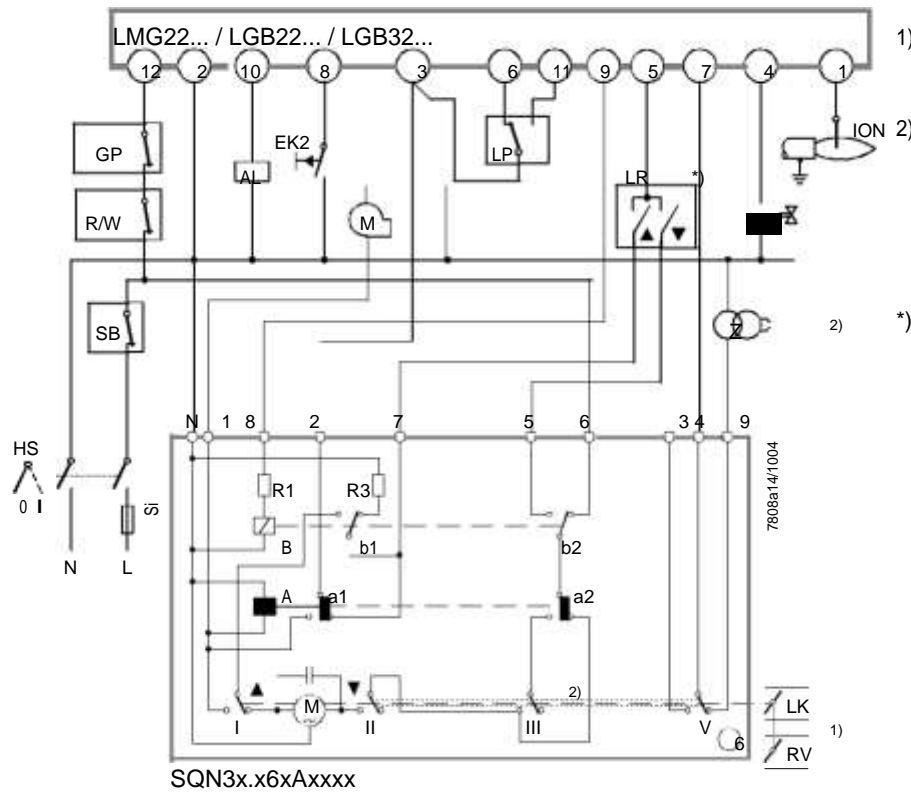 LMG22... / LGB22... / LGB32... 1)
12 2 10 8 3 6 11 9 5 7 4 1
GP EK2 LP ION 2)
AL LR *)
R/W M
SB Z 2) *)
N 1 8 2 7 5 6 3 4 9
HS
0 I Si
R1 R3
7808a14/1004
N L B b1 b2
A a1 a2
M 2) LK
I II III V 1)
6 RV
SQN3x.x6xAxxxx